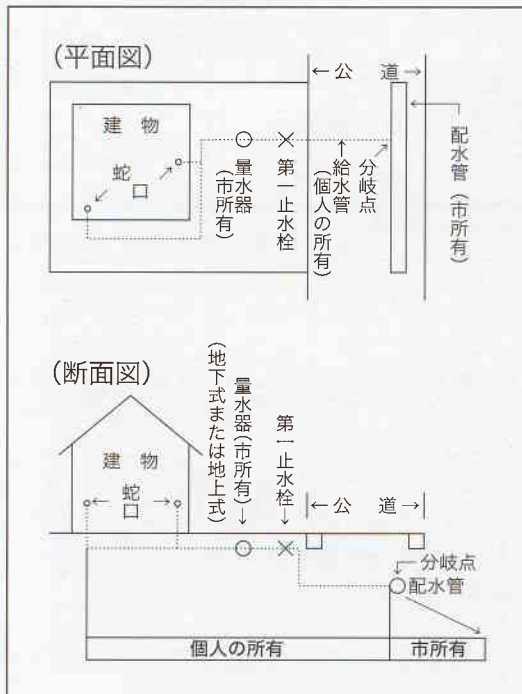 (平面図)
←公 道→
建物
蛇口
量水器
(市所有)
第一止水栓
←給水管
(個人の所有)
分岐点
配水管(市所有)
(断面図)
建物
←蛇口→
量水器(市所有)→
(地下式または地上式)
第一止水栓→
←公 道→
分岐点
配水管
個人の所有
市所有